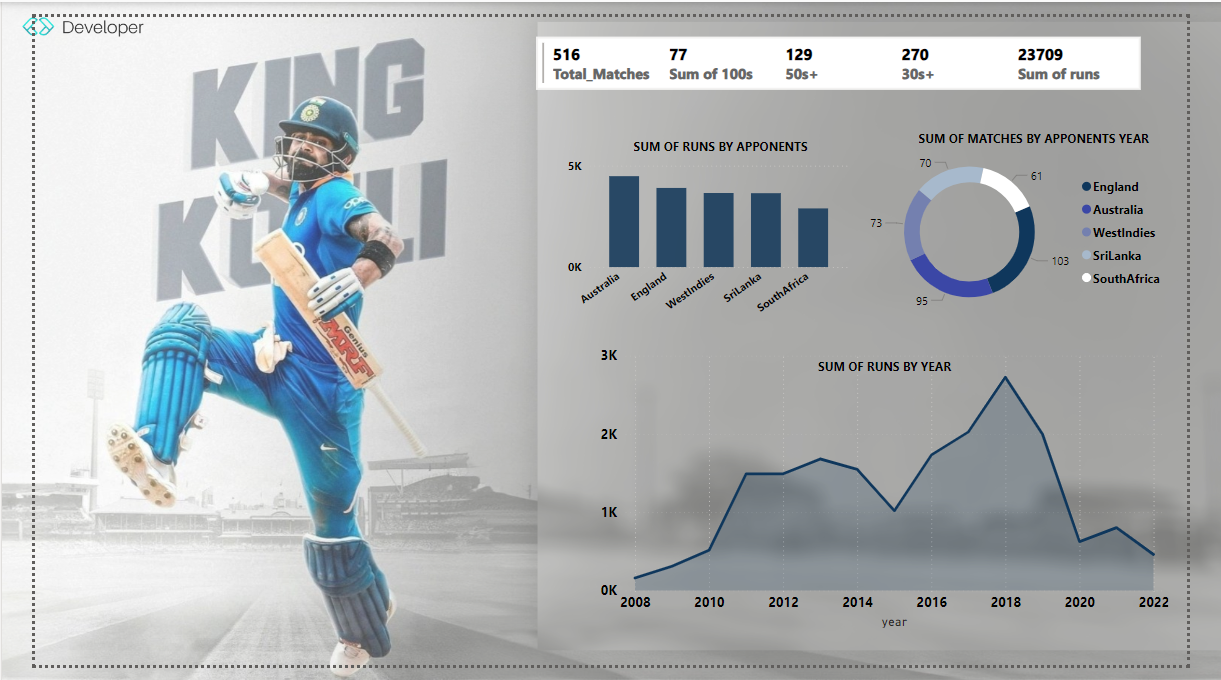 Developer
KING
KOHLI
Genius
MRF
516 77 129 270 23709
Total_Matches Sum of 100s 50s+ 30s+ Sum of runs
SUM OF RUNS BY APPONENTS
5K
0K
Australia England WestIndies SriLanka SouthAfrica
SUM OF MATCHES BY APPONENTS YEAR
70
61
73
103
95
England
Australia
WestIndies
SriLanka
SouthAfrica
SUM OF RUNS BY YEAR
3K
2K
1K
0K
2008 2010 2012 2014 2016 2018 2020 2022
year